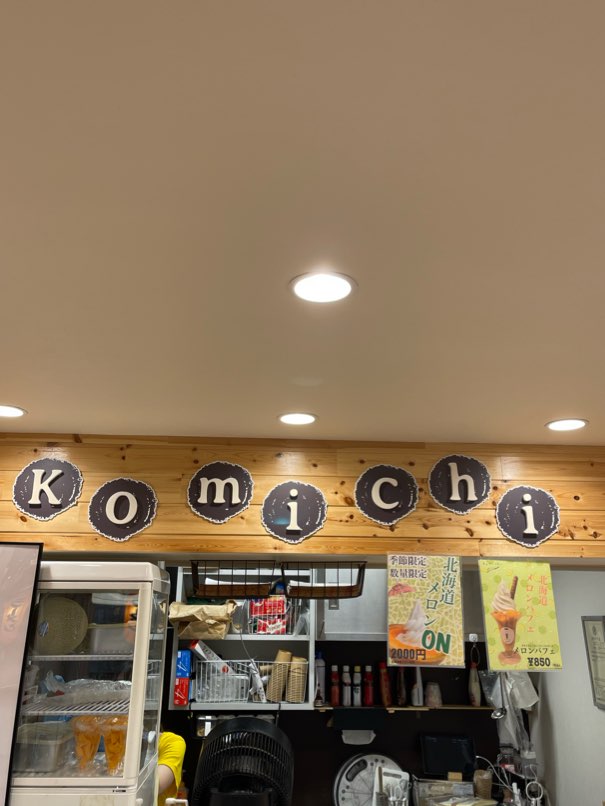 Komichi
季節限定
数量限定
北海道
メロン
ON
2000円
北海道
メロンパフェ
¥850